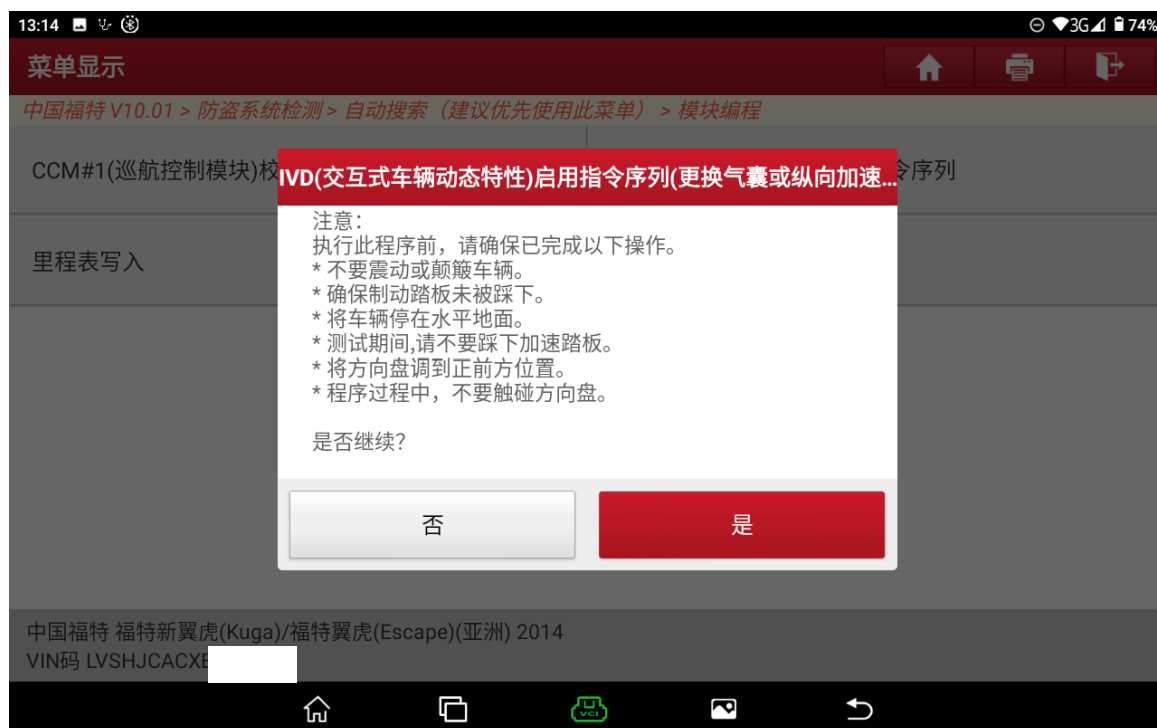 13:14
3G 74%
菜单显示
中国福特 V10.01 > 防盗系统检测 > 自动搜索（建议优先使用此菜单） > 模块编程
CCM#1(巡航控制模块)校
令序列
IVD(交互式车辆动态特性)启用指令序列(更换气囊或纵向加速...
里程表写入
注意：
执行此程序前，请确保已完成以下操作。
* 不要震动或颠簸车辆。
* 确保制动踏板未被踩下。
* 将车辆停在水平地面。
* 测试期间,请不要踩下加速踏板。
* 将方向盘调到正前方位置。
* 程序过程中，不要触碰方向盘。
是否继续？
否
是
中国福特 福特新翼虎(Kuga)/福特翼虎(Escape)(亚洲) 2014
VIN码 LVSHJCACXE
VCI